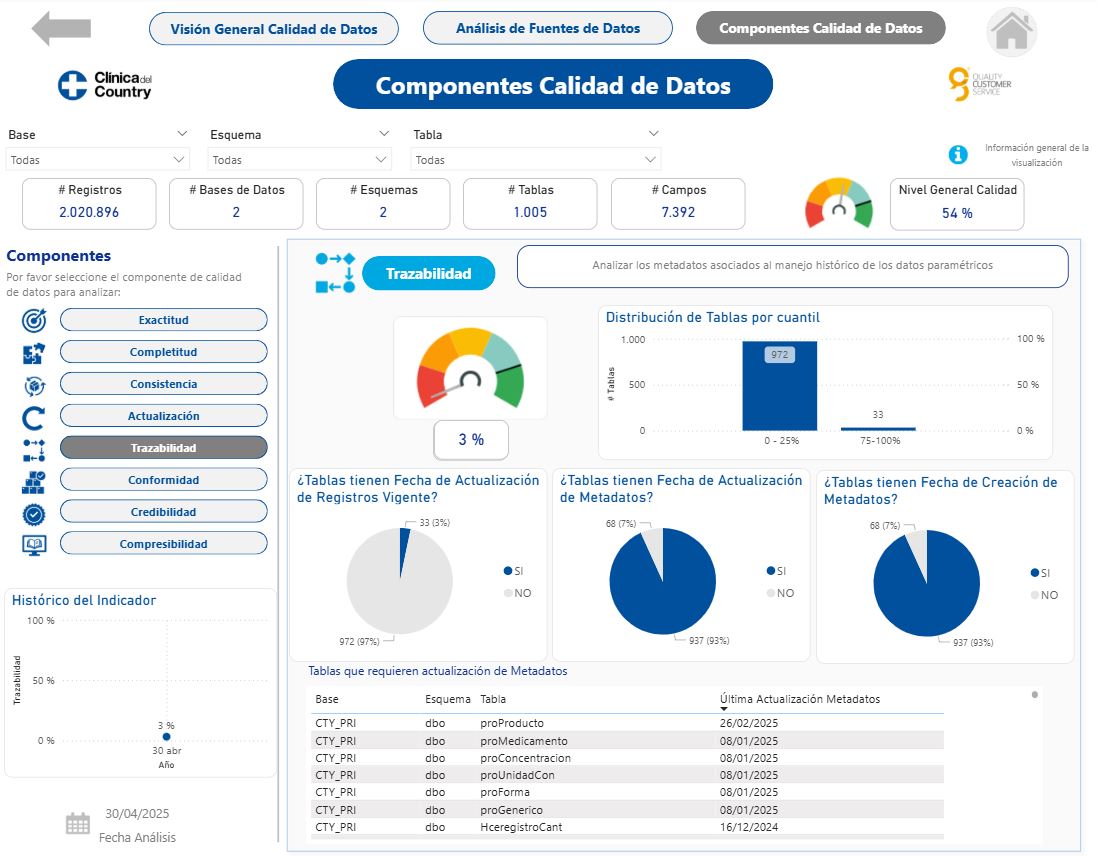 Visión General Calidad de Datos
Análisis de Fuentes de Datos
Componentes Calidad de Datos
Clínica del
Country
Componentes Calidad de Datos
QUALITY
CUSTOMER
SERVICE
Base
Esquema
Tabla
Todas
Todas
Todas
Información general de la
visualización
# Registros
2.020.896
# Bases de Datos
2
# Esquemas
2
# Tablas
1.005
# Campos
7.392
Nivel General Calidad
54 %
Componentes
Por favor seleccione el componente de calidad
de datos para analizar:
Exactitud
Completitud
Consistencia
Actualización
Trazabilidad
Conformidad
Credibilidad
Compresibilidad
Histórico del Indicador
100 %
50 %
0 %
Trazabilidad
3 %
30 abr
Año
30/04/2025
Fecha Análisis
Trazabilidad
Analizar los metadatos asociados al manejo histórico de los datos paramétricos
3 %
Distribución de Tablas por cuantil
1.000
500
0
# Tablas
972
33
100 %
50 %
0 %
0 - 25%
75-100%
¿Tablas tienen Fecha de Actualización
de Registros Vigente?
33 (3%)
972 (97%)
SI
NO
¿Tablas tienen Fecha de Actualización
de Metadatos?
68 (7%)
937 (93%)
SI
NO
¿Tablas tienen Fecha de Creación de
Metadatos?
68 (7%)
937 (93%)
SI
NO
Tablas que requieren actualización de Metadatos
Base Esquema Tabla Última Actualización Metadatos
CTY_PRI dbo proProducto 26/02/2025
CTY_PRI dbo proMedicamento 08/01/2025
CTY_PRI dbo proConcentracion 08/01/2025
CTY_PRI dbo proUnidadCon 08/01/2025
CTY_PRI dbo proForma 08/01/2025
CTY_PRI dbo proGenerico 08/01/2025
CTY_PRI dbo HceregistroCant 16/12/2024